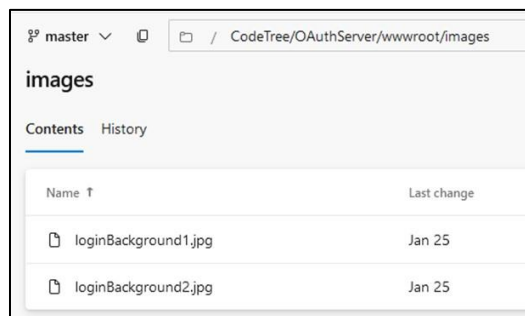 master
/ CodeTree/OAuthServer/wwwroot/images
images
Contents History
Name ↑ Last change
loginBackground1.jpg Jan 25
loginBackground2.jpg Jan 25